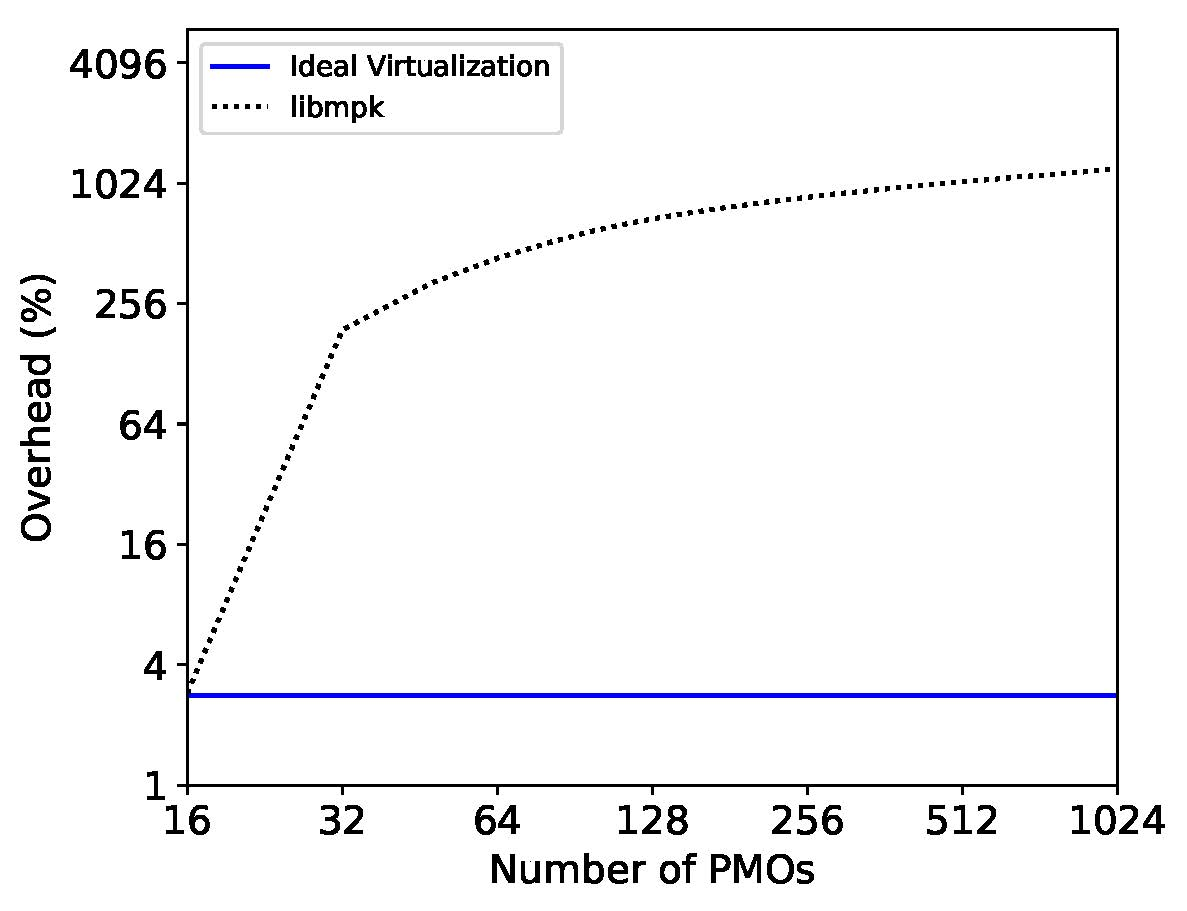 Ideal Virtualization
libmpk
4096
1024
256
64
16
4
1
Overhead (%)
16 32 64 128 256 512 1024
Number of PMOs